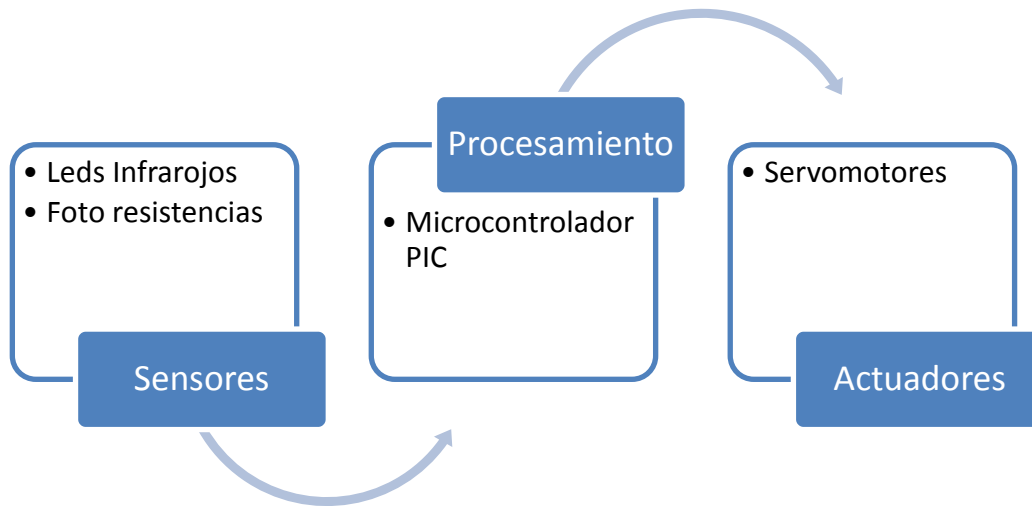 • Leds Infrarojos
• Foto resistencias
Sensores
Procesamiento
• Microcontrolador
PIC
• Servomotores
Actuadores